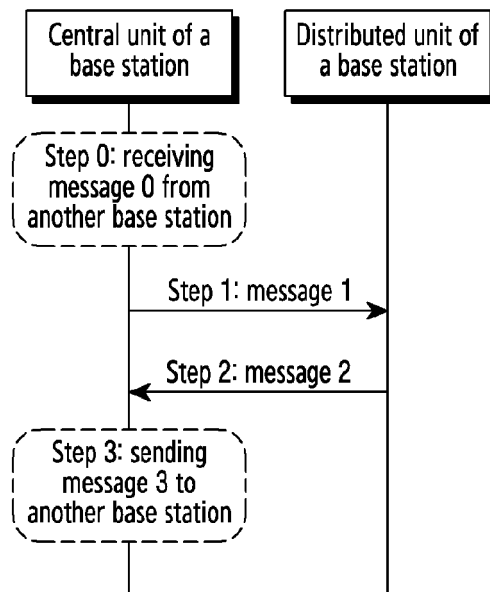 Central unit of a
base station
Distributed unit of
a base station
Step 0: receiving
message 0 from
another base station
Step 1: message 1
Step 2: message 2
Step 3: sending
message 3 to
another base station